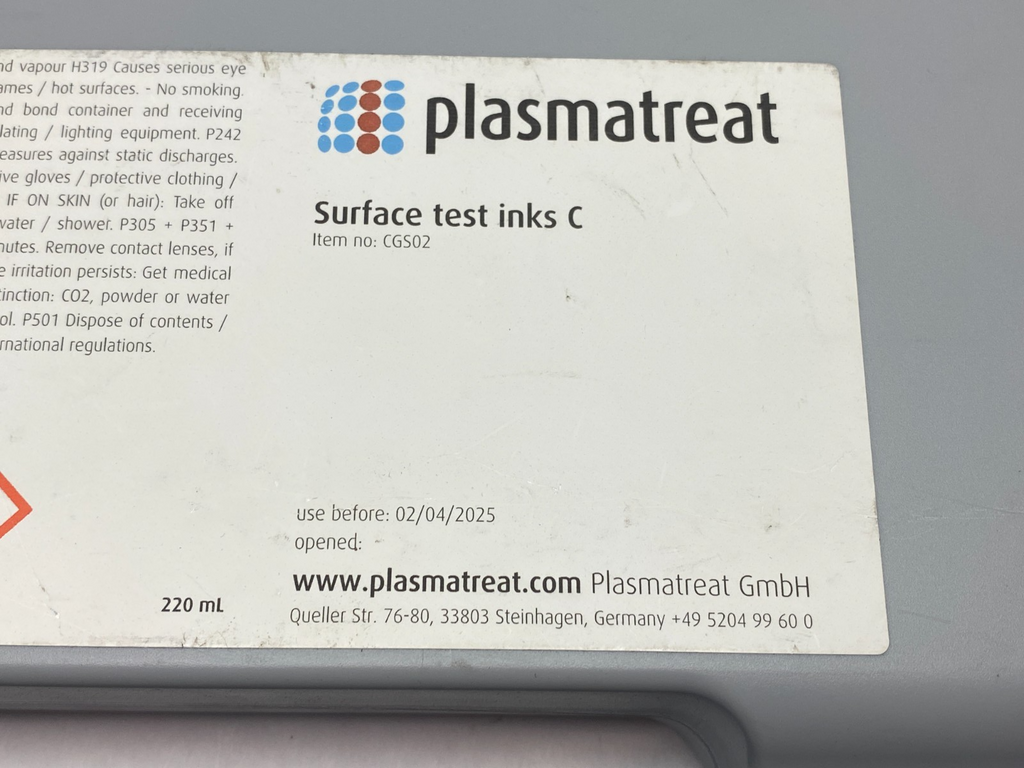 nd vapour H319 Causes serious eye
ames / hot surfaces. - No smoking.
nd bond container and receiving
lating / lighting equipment. P242
easures against static discharges.
ive gloves / protective clothing /
IF ON SKIN (or hair): Take off
water / shower. P305 + P351 +
nutes. Remove contact lenses, if
e irritation persists: Get medical
tinction: CO2, powder or water
ol. P501 Dispose of contents /
rnational regulations.
220 mL
plasmatreat
Surface test inks C
Item no: CGS02
use before: 02/04/2025
opened:
www.plasmatreat.com Plasmatreat GmbH
Queller Str. 76-80, 33803 Steinhagen, Germany +49 5204 99 60 0